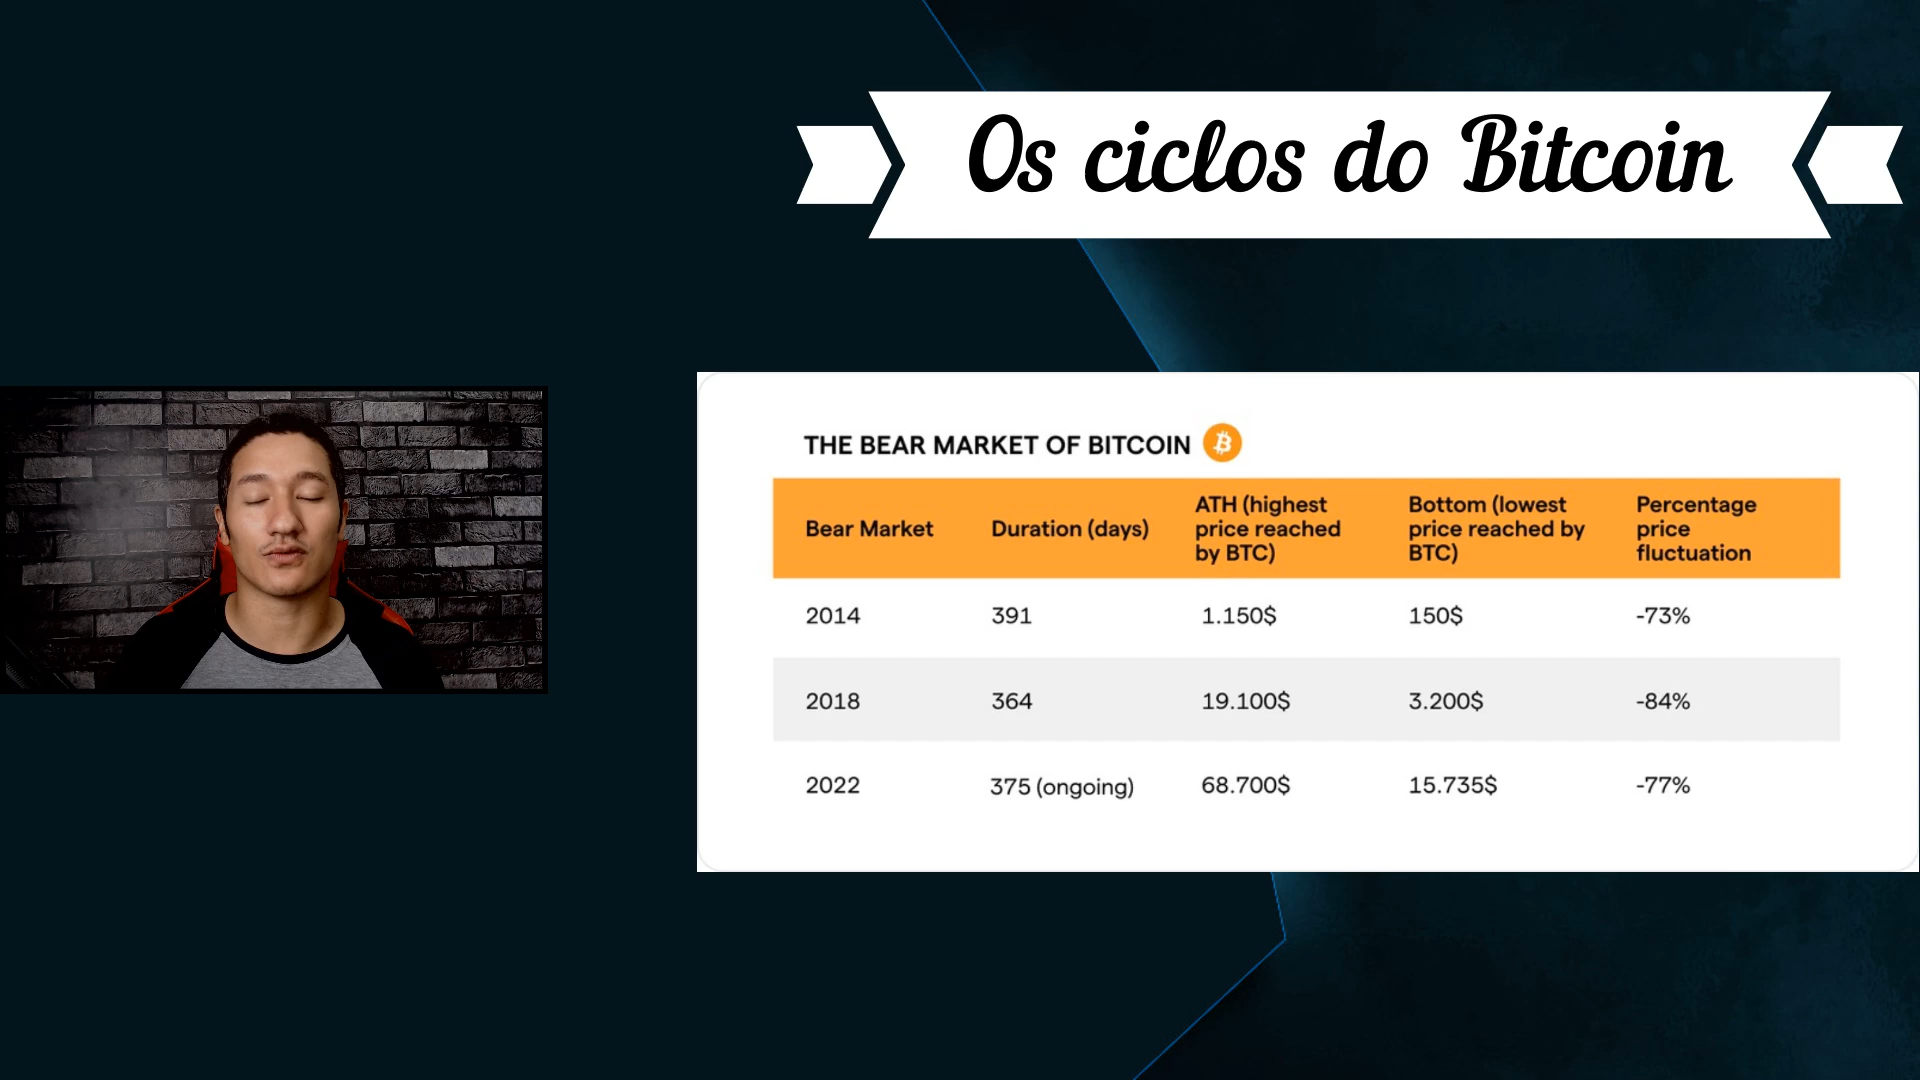 Os ciclos do Bitcoin
THE BEAR MARKET OF BITCOIN
Bear Market Duration (days) ATH (highest price reached by BTC) Bottom (lowest price reached by BTC) Percentage price fluctuation
2014 391 1.150$ 150$ -73%
2018 364 19.100$ 3.200$ -84%
2022 375 (ongoing) 68.700$ 15.735$ -77%